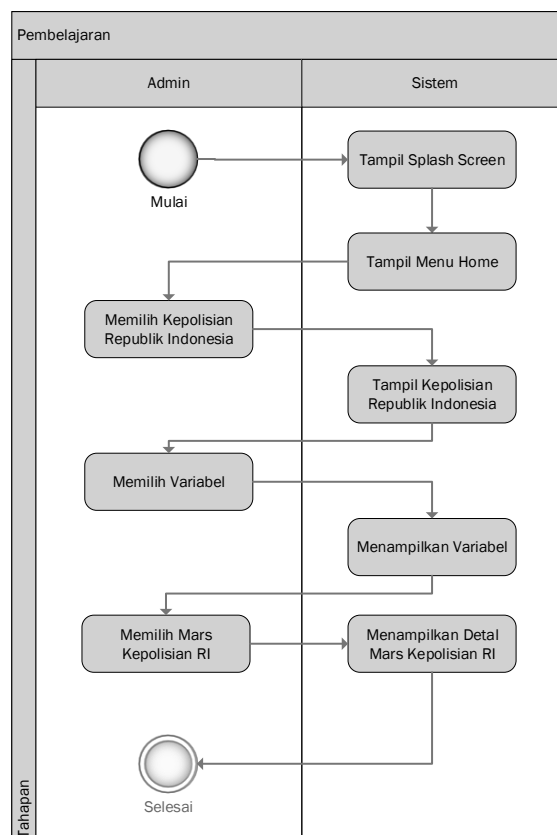 Pembelajaran
Admin
Sistem
Tampil Splash Screen
Mulai
Tampil Menu Home
Memilih Kepolisian
Republik Indonesia
Tampil Kepolisian
Republik Indonesia
Memilih Variabel
Menampilkan Variabel
Memilih Mars
Kepolisian RI
Menampilkan Detal
Mars Kepolisian RI
Selesai
Tahapan